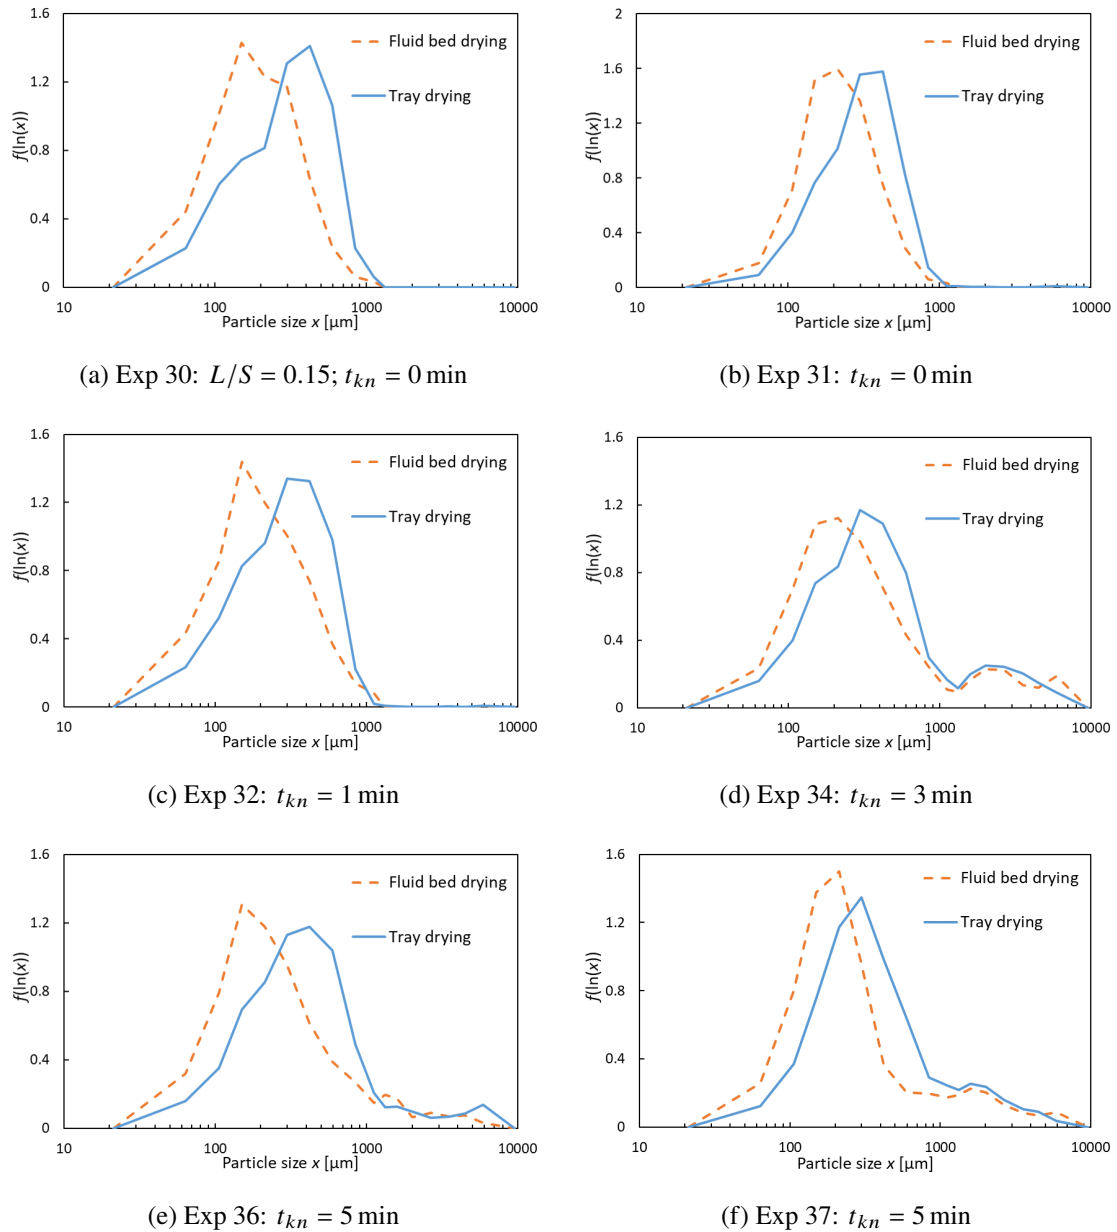 1.6
1.2
0.8
0.4
0
f(ln(x))
Fluid bed drying
Tray drying
10 100 1000 10000
Particle size x [µm]
(a) Exp 30: L/S = 0.15; t_kn = 0 min
2
1.6
1.2
0.8
0.4
0
f(ln(x))
Fluid bed drying
Tray drying
10 100 1000 10000
Particle size x [µm]
(b) Exp 31: t_kn = 0 min
1.6
1.2
0.8
0.4
0
f(ln(x))
Fluid bed drying
Tray drying
10 100 1000 10000
Particle size x [µm]
(c) Exp 32: t_kn = 1 min
1.6
1.2
0.8
0.4
0
f(ln(x))
Fluid bed drying
Tray drying
10 100 1000 10000
Particle size x [µm]
(d) Exp 34: t_kn = 3 min
1.6
1.2
0.8
0.4
0
f(ln(x))
Fluid bed drying
Tray drying
10 100 1000 10000
Particle size x [µm]
(e) Exp 36: t_kn = 5 min
1.6
1.2
0.8
0.4
0
f(ln(x))
Fluid bed drying
Tray drying
10 100 1000 10000
Particle size x [µm]
(f) Exp 37: t_kn = 5 min